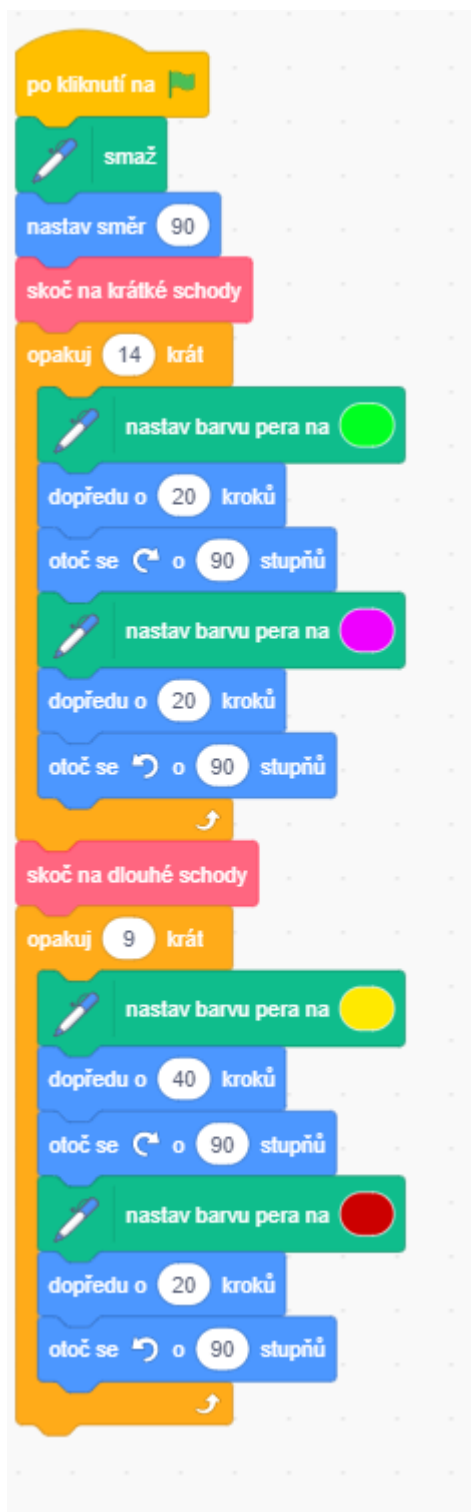 po kliknutí na
smaž
nastav směr 90
skoč na krátké schody
opakuj 14 krát
nastav barvu pera na
dopředu o 20 kroků
otoč se o 90 stupňů
nastav barvu pera na
dopředu o 20 kroků
otoč se o 90 stupňů
skoč na dlouhé schody
opakuj 9 krát
nastav barvu pera na
dopředu o 40 kroků
otoč se o 90 stupňů
nastav barvu pera na
dopředu o 20 kroků
otoč se o 90 stupňů